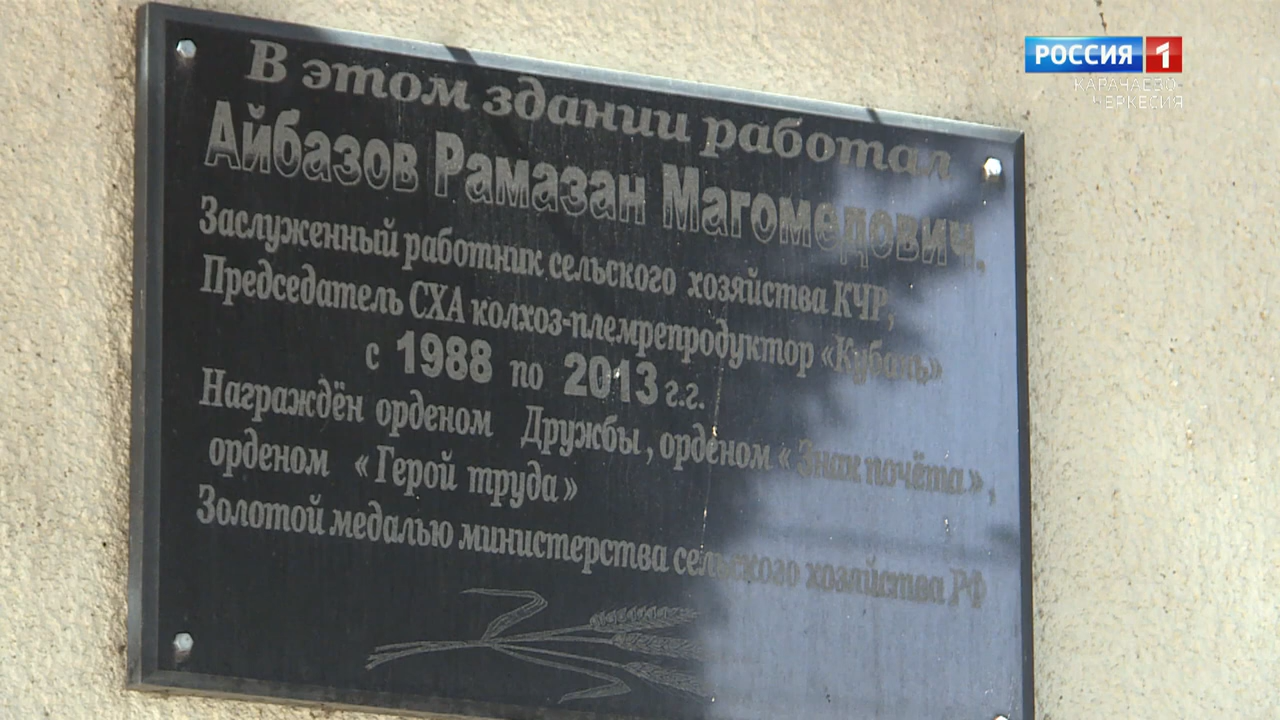 РОССИЯ 1
КАРАЧАЕВО-
ЧЕРКЕСИЯ
В этом здании работал
Айбазов Рамазан Магомедович.
Заслуженный работник сельского хозяйства КЧР,
Председатель СХА колхоз-племрепродуктор «Кубань»
с 1988 по 2013 г.г.
Награждён орденом Дружбы, орденом «Знак почёта»,
орденом «Герой труда»
Золотой медалью министерства сельского хозяйства РФ